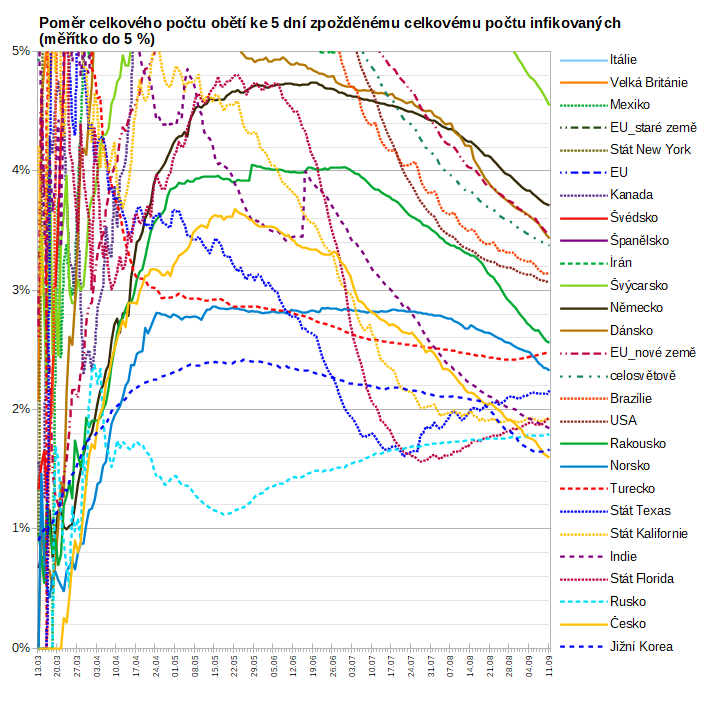 Poměr celkového počtu obětí ke 5 dní zpožděnému celkovému počtu infikovaných
(měřítko do 5 %)
5%
4%
3%
2%
1%
0%
13.03
20.03
27.03
03.04
10.04
17.04
24.04
01.05
08.05
15.05
22.05
29.05
05.06
12.06
19.06
26.06
03.07
10.07
17.07
24.07
31.07
07.08
14.08
21.08
28.08
04.09
11.09
Itálie
Velká Británie
Mexiko
EU_staré země
Stát New York
EU
Kanada
Švédsko
Španělsko
Írán
Švýcarsko
Německo
Dánsko
EU_nové země
celosvětově
Brazílie
USA
Rakousko
Norsko
Turecko
Stát Texas
Stát Kalifornie
Indie
Stát Florida
Rusko
Česko
Jižní Korea